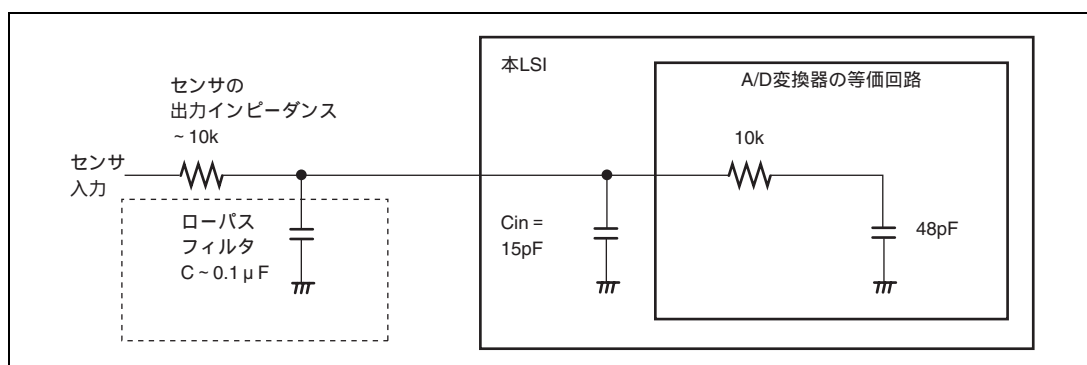 本LSI
A/D変換器の等価回路
センサの
出力インピーダンス
~ 10k
10k
センサ
入力
ローパス
フィルタ
C ~ 0.1 μ F
Cin =
15pF
48pF